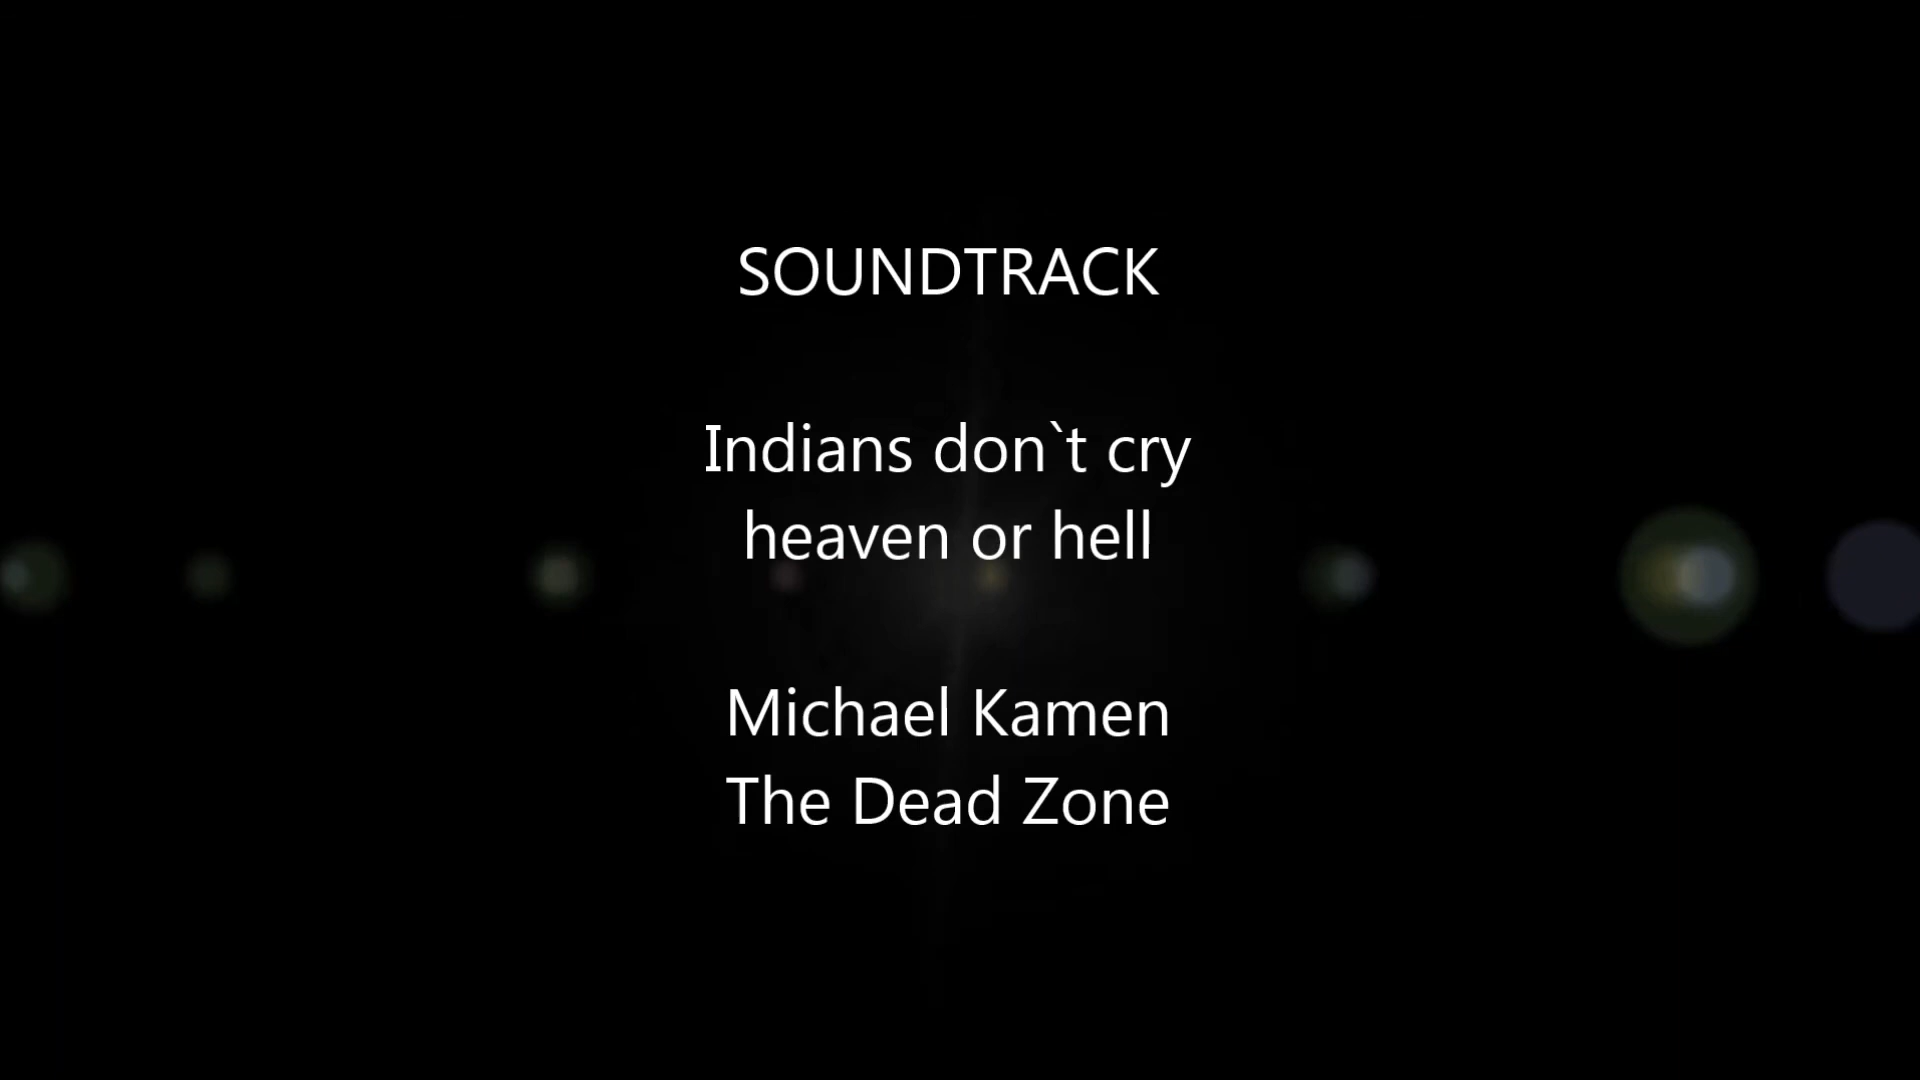 SOUNDTRACK
Indians don`t cry
heaven or hell
Michael Kamen
The Dead Zone